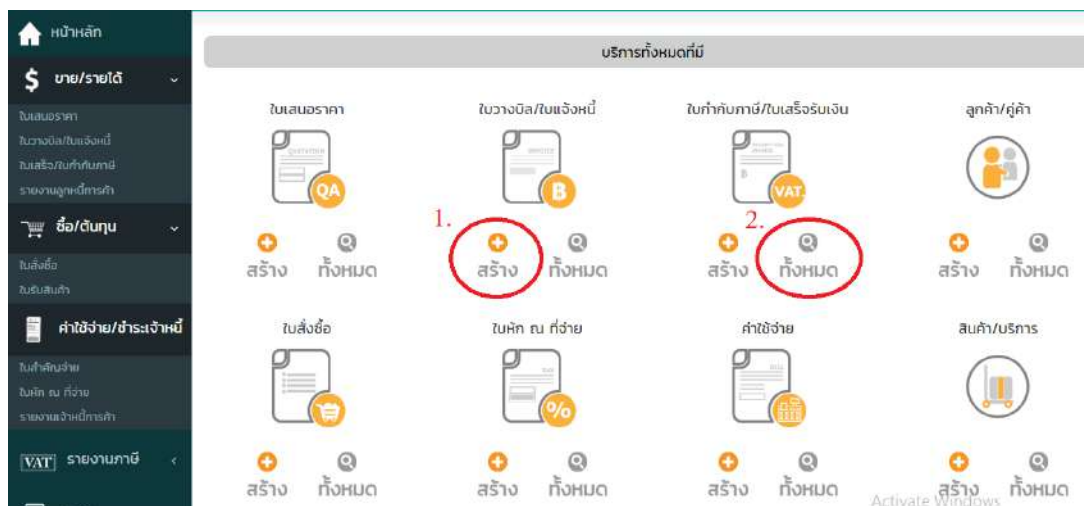 หน้าหลัก
ขาย/รายได้
ใบเสนอราคา
ใบวางบิล/ใบแจ้งหนี้
ใบเสร็จ/ใบกำกับภาษี
รายงานลูกหนี้การค้า
ซื้อ/ต้นทุน
ใบสั่งซื้อ
ใบรับสินค้า
ค่าใช้จ่าย/ชำระเจ้าหนี้
ใบสำคัญจ่าย
ใบหัก ณ ที่จ่าย
รายงานเจ้าหนี้การค้า
VAT รายงานภาษี
บริการทั้งหมดที่มี
ใบเสนอราคา ใบวางบิล/ใบแจ้งหนี้ ใบกำกับภาษี/ใบเสร็จรับเงิน ลูกค้า/คู่ค้า
QUOTATION INVOICE
QA B VAT
1. 2.
สร้าง ทั้งหมด สร้าง ทั้งหมด สร้าง ทั้งหมด สร้าง ทั้งหมด
ใบสั่งซื้อ ใบหัก ณ ที่จ่าย ค่าใช้จ่าย สินค้า/บริการ
%
สร้าง ทั้งหมด สร้าง ทั้งหมด สร้าง ทั้งหมด สร้าง ทั้งหมด
Activate Windows